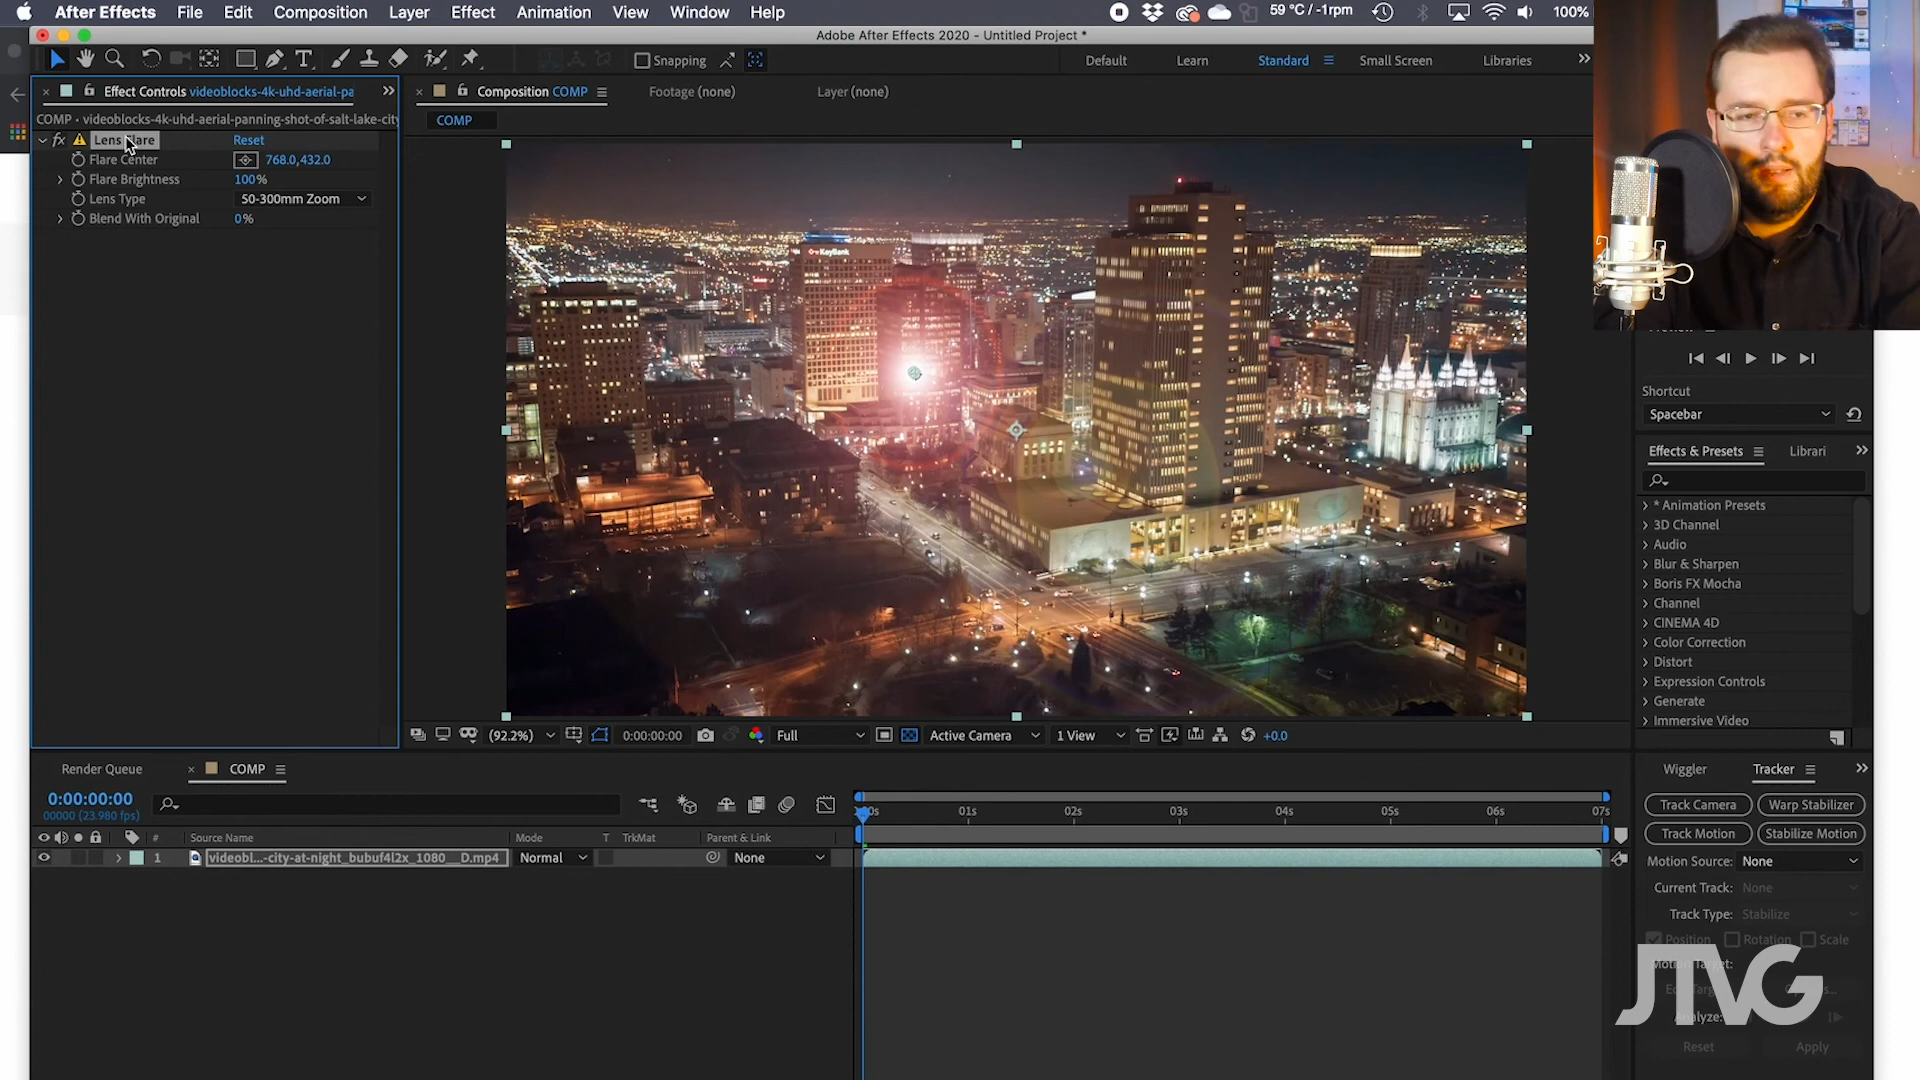 After Effects File Edit Composition Layer Effect Animation View Window Help 59 °C / -1rpm 100%
Adobe After Effects 2020 - Untitled Project *
Snapping Default Learn Standard Small Screen Libraries
Effect Controls videoblocks-4k-uhd-aerial-pa
Composition COMP Footage (none) Layer (none)
COMP • videoblocks-4k-uhd-aerial-panning-shot-of-salt-lake-city
COMP
fx Lens Flare Reset
Flare Center 768.0,432.0
Flare Brightness 100%
Lens Type 50-300mm Zoom
Blend With Original 0%
KeyBank
Shortcut
Spacebar
Effects & Presets Librari
* Animation Presets
3D Channel
Audio
Blur & Sharpen
Boris FX Mocha
Channel
CINEMA 4D
Color Correction
Distort
Expression Controls
Generate
Immersive Video
(92.2%) 0:00:00:00 Full Active Camera 1 View +0.0
Render Queue COMP
0:00:00:00
00000 (23.980 fps)
01s 02s 03s 04s 05s 06s 07s
# Source Name Mode T TrkMat Parent & Link
1 videobl...-city-at-night_bubuf4l2x_1080__D.mp4 Normal None
Wiggler Tracker
Track Camera Warp Stabilizer
Track Motion Stabilize Motion
Motion Source: None
Current Track: None
Track Type: Stabilize
Position Rotation Scale
Motion Target:
Analyze:
Reset Apply
JTVG